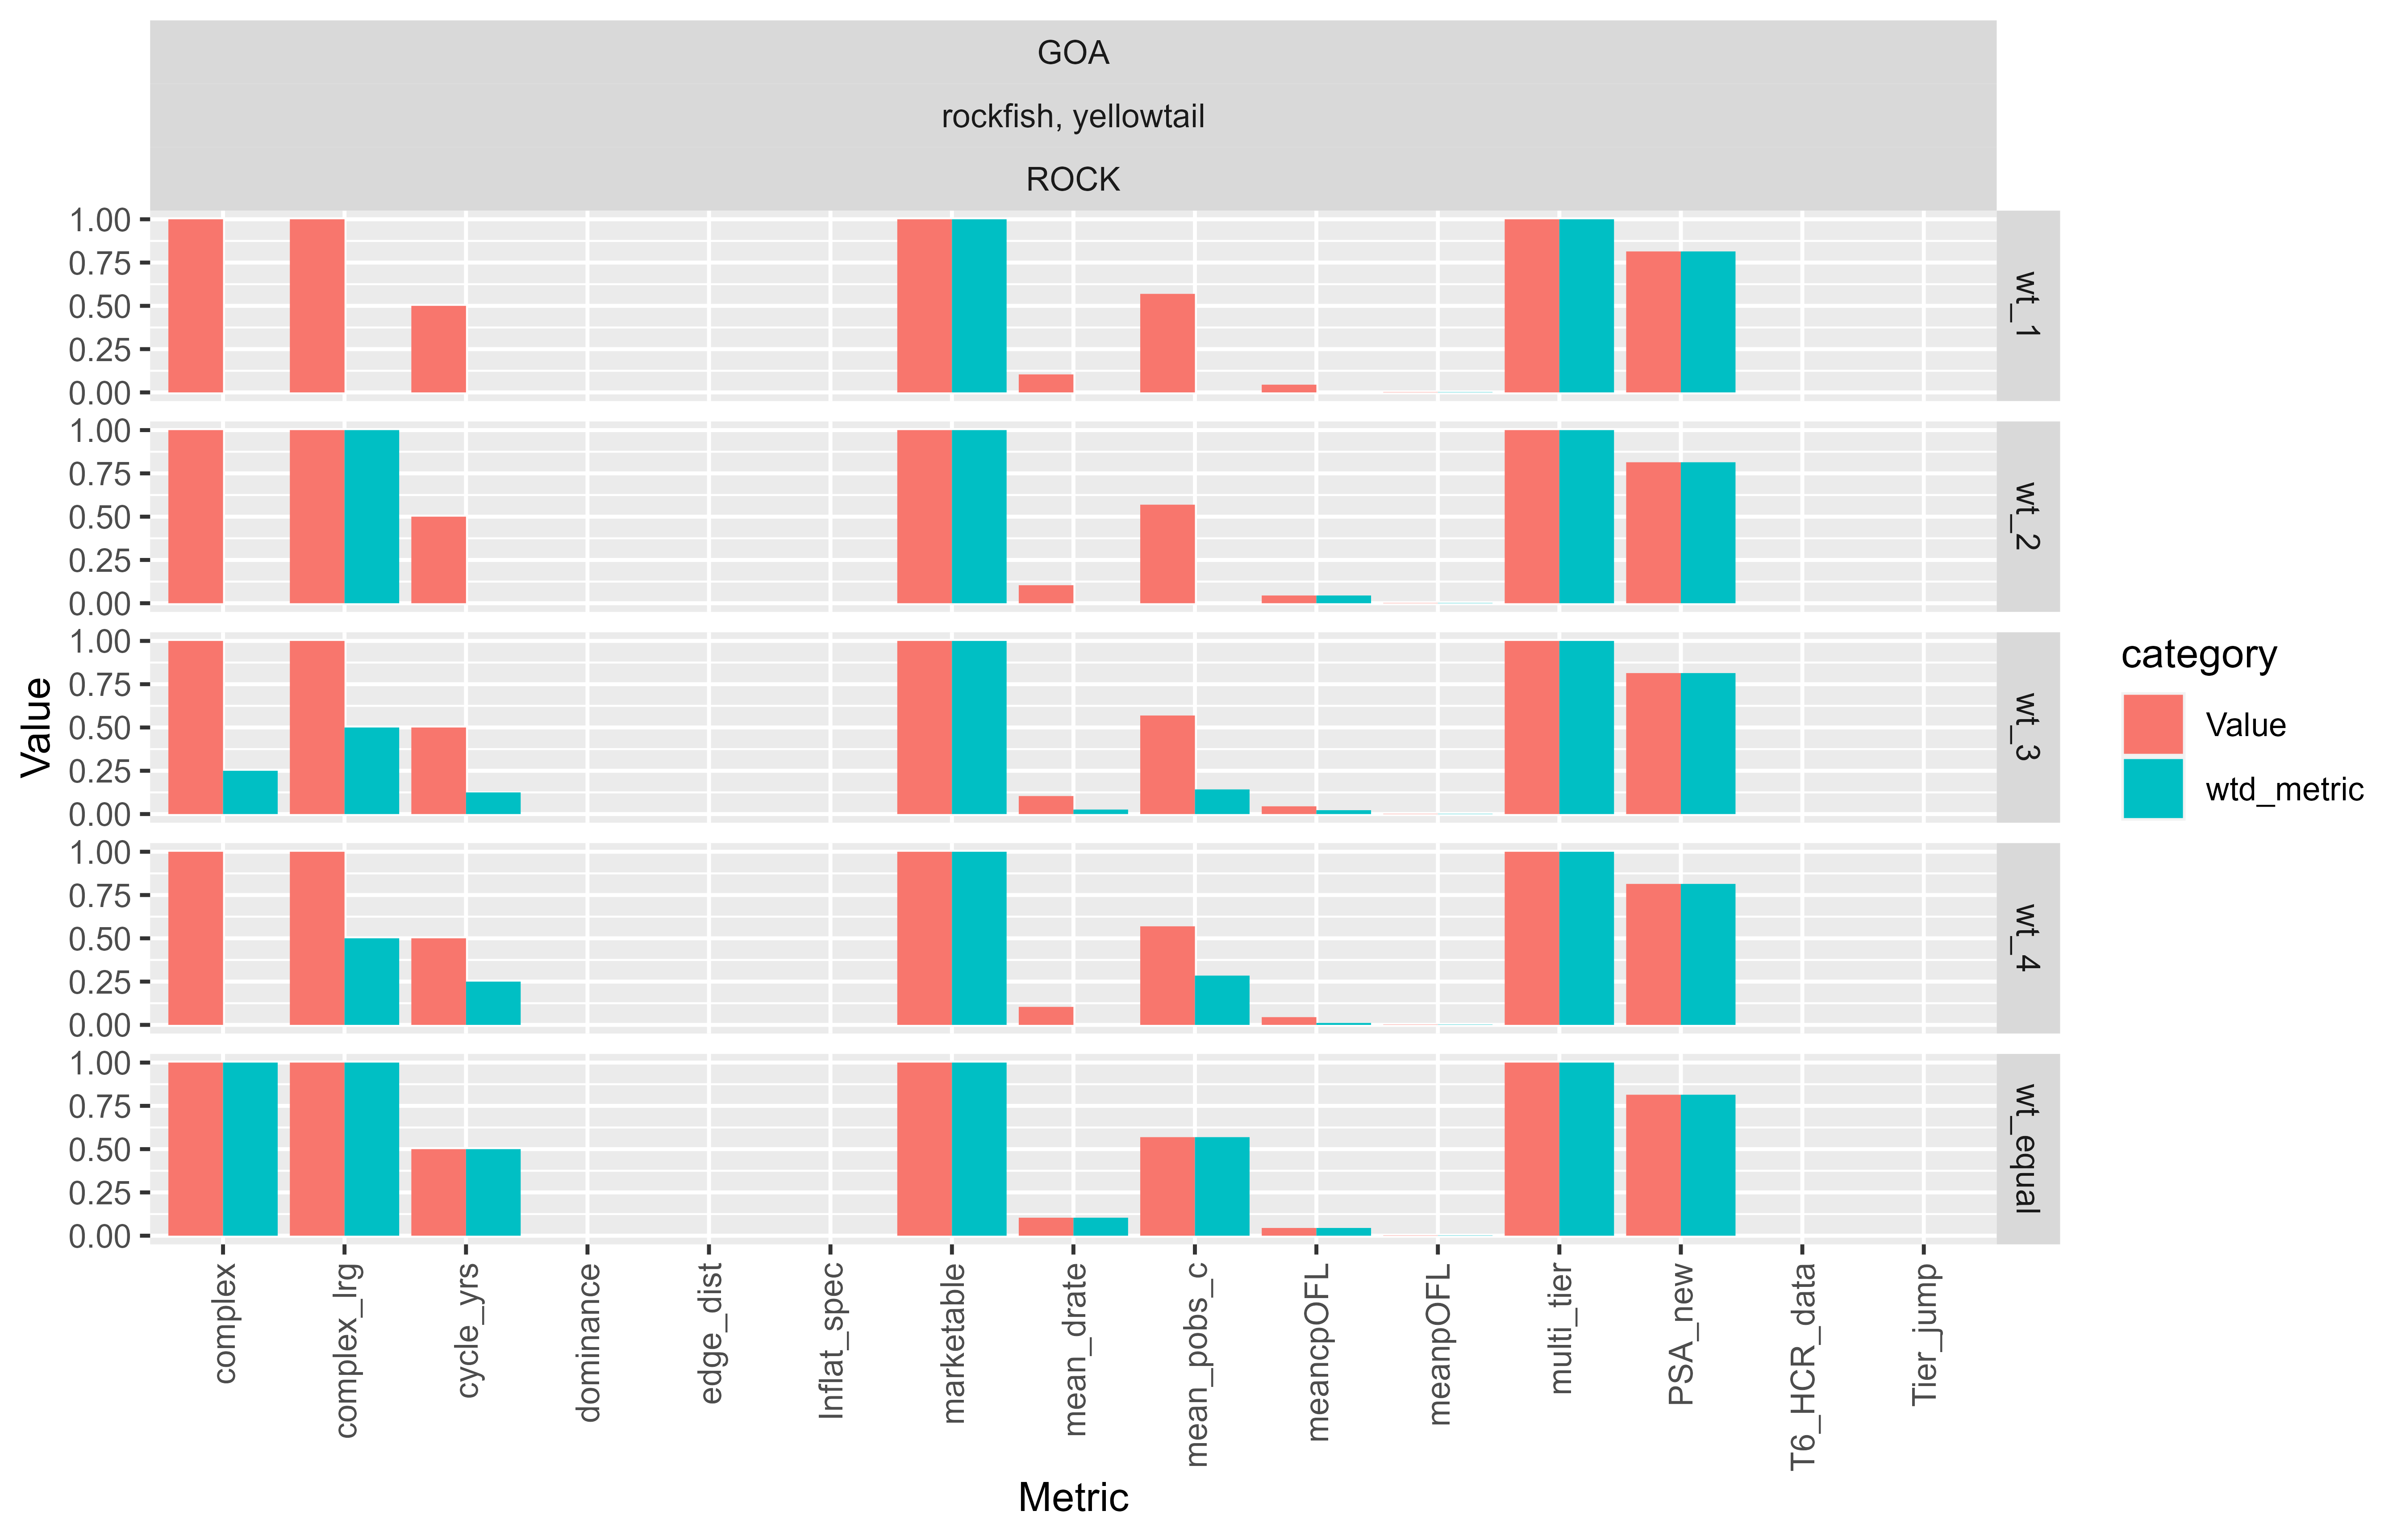 GOA
rockfish, yellowtail
ROCK
1.00
0.75
0.50
0.25
0.00
wt_1
1.00
0.75
0.50
0.25
0.00
wt_2
1.00
0.75
0.50
0.25
0.00
wt_3
1.00
0.75
0.50
0.25
0.00
wt_4
1.00
0.75
0.50
0.25
0.00
wt_equal
Value
complex
complex_lrg
cycle_yrs
dominance
edge_dist
Inflat_spec
marketable
mean_drate
mean_pobs_c
meancpOFL
meanpOFL
multi_tier
PSA_new
T6_HCR_data
Tier_jump
Metric
category
Value
wtd_metric